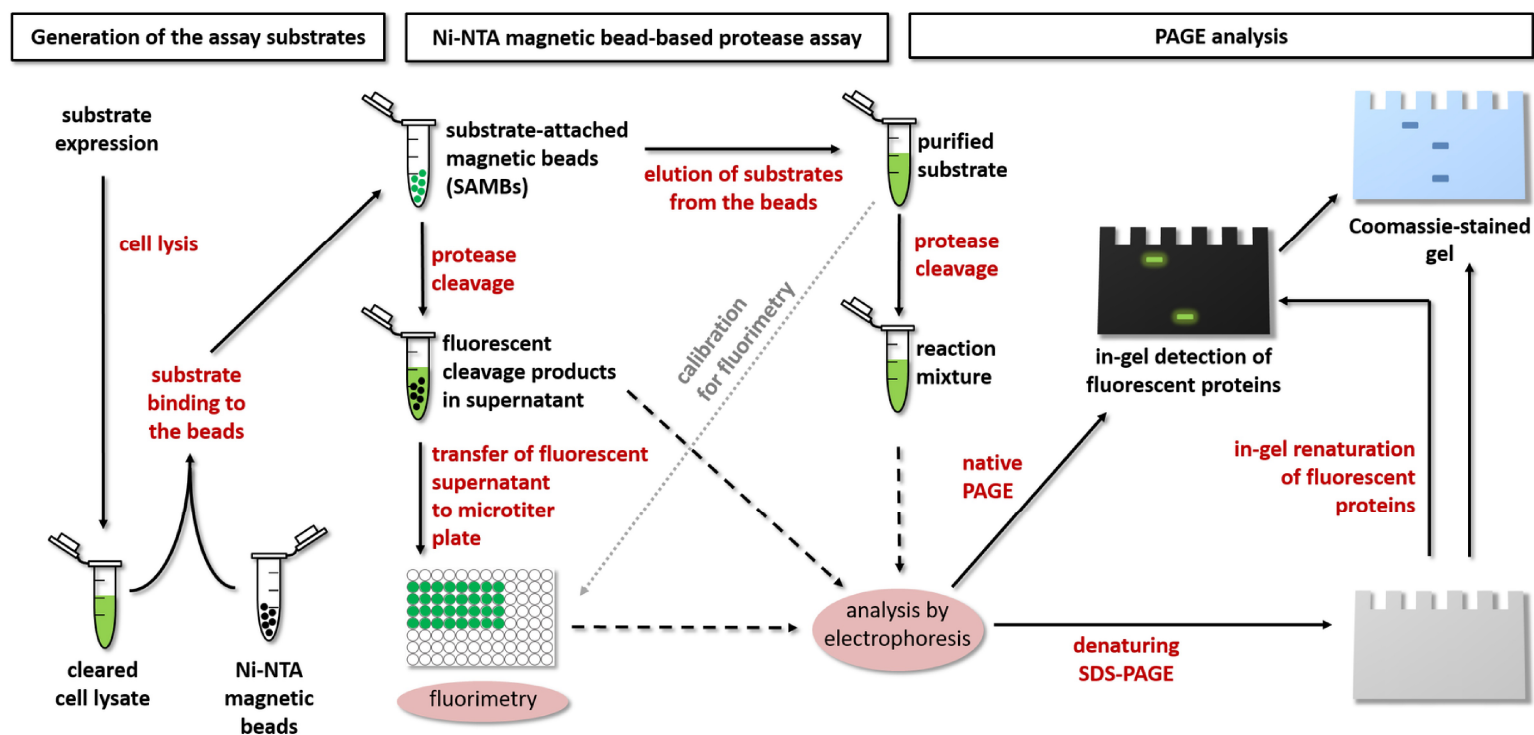 Generation of the assay substrates
Ni-NTA magnetic bead-based protease assay
PAGE analysis
substrate
expression
cell lysis
substrate
binding to
the beads
cleared
cell lysate
Ni-NTA
magnetic
beads
substrate-attached
magnetic beads
(SAMBs)
protease
cleavage
fluorescent
cleavage products
in supernatant
transfer of fluorescent
supernatant
to microtiter
plate
fluorimetry
elution of substrates
from the beads
calibration
for fluorimetry
purified
substrate
protease
cleavage
reaction
mixture
analysis by
electrophoresis
native
PAGE
denaturing
SDS-PAGE
in-gel detection of
fluorescent proteins
Coomassie-stained
gel
in-gel renaturation
of fluorescent
proteins